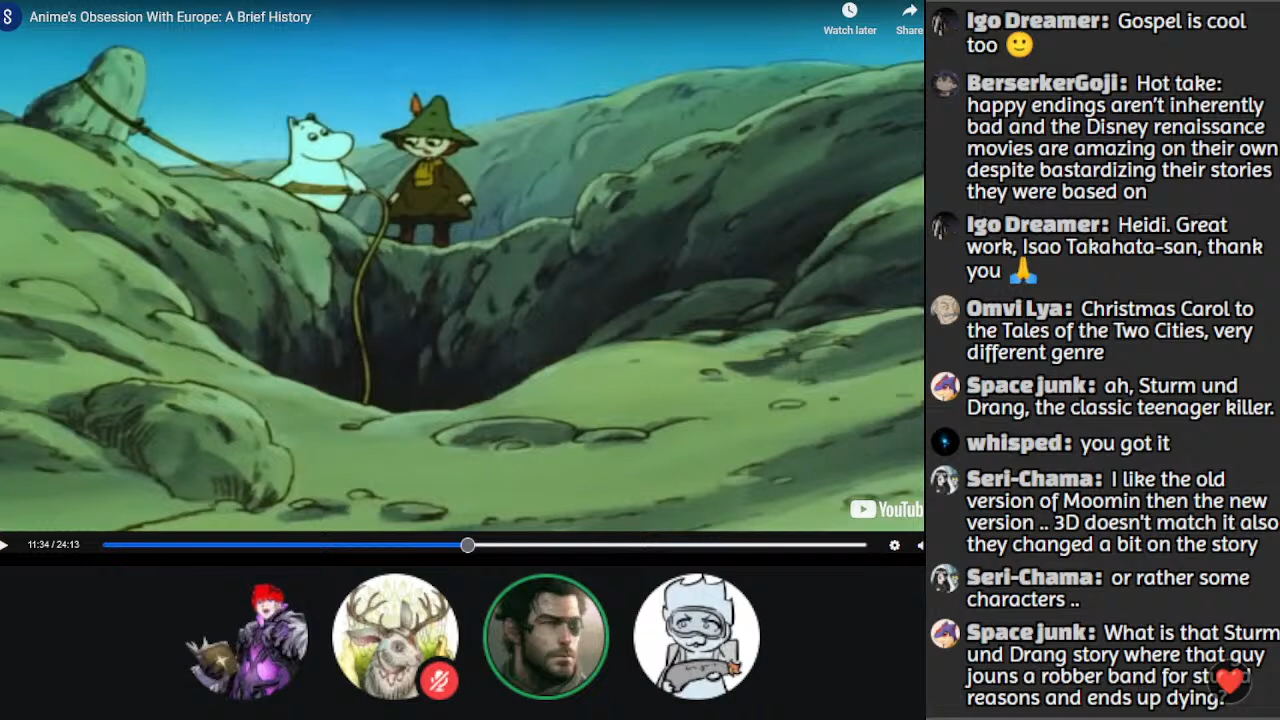 Anime's Obsession With Europe: A Brief History
Watch later
Share
YouTub
11:34 / 24:13
Igo Dreamer: Gospel is cool
too 🙂
BerserkerGoji: Hot take:
happy endings aren't inherently
bad and the Disney renaissance
movies are amazing on their own
despite bastardizing their stories
they were based on
Igo Dreamer: Heidi. Great
work, Isao Takahata-san, thank
you 🙏
Omvi Lya: Christmas Carol to
the Tales of the Two Cities, very
different genre
Space junk: ah, Sturm und
Drang, the classic teenager killer.
whisped: you got it
Seri-Chama: I like the old
version of Moomin then the new
version .. 3D doesn't match it also
they changed a bit on the story
Seri-Chama: or rather some
characters ..
Space junk: What is that Sturm
und Drang story where that guy
jouns a robber band for
reasons and ends up dying?